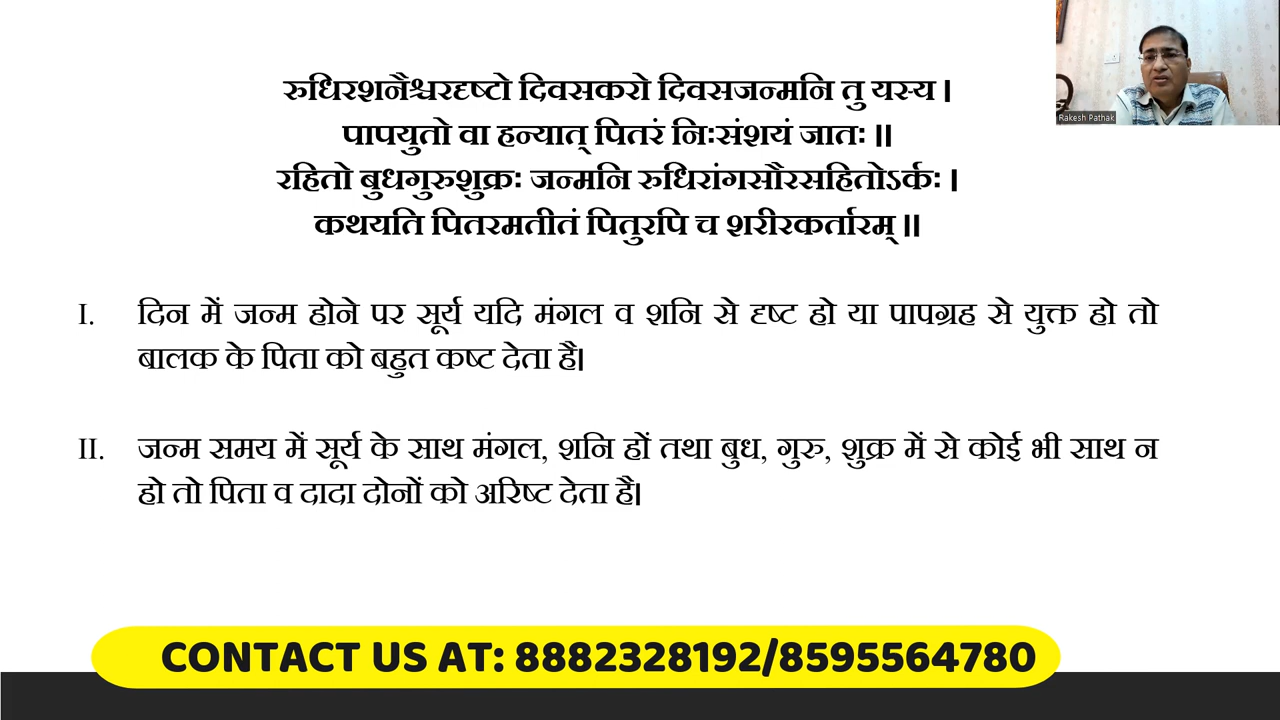 रुधिरशनैश्चरदृष्टो दिवसकरो दिवसजन्मनि तु यस्य ।
पापयुतो वा हन्यात् पितरं निःसंशयं जातः ॥
रहितो बुधगुरुशुक्रः जन्मनि रुधिरांगसौरसहितोऽर्कः ।
कथयति पितरमतीतं पितुरपि च शरीरकर्तारम् ॥
I. दिन में जन्म होने पर सूर्य यदि मंगल व शनि से दृष्ट हो या पापग्रह से युक्त हो तो
बालक के पिता को बहुत कष्ट देता है।
II. जन्म समय में सूर्य के साथ मंगल, शनि हों तथा बुध, गुरु, शुक्र में से कोई भी साथ न
हो तो पिता व दादा दोनों को अरिष्ट देता है।
Rakesh Pathak
CONTACT US AT: 8882328192/8595564780